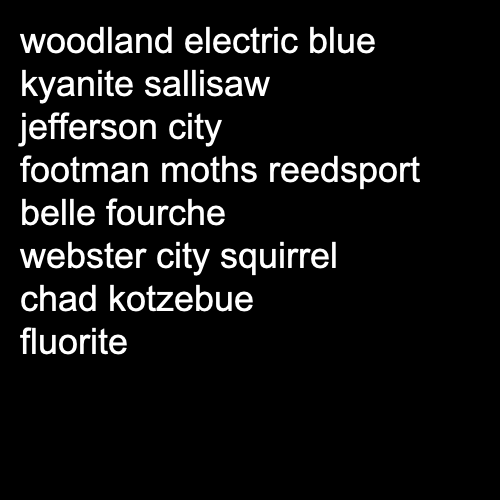 woodland electric blue
kyanite sallisaw
jefferson city
footman moths reedsport
belle fourche
webster city squirrel
chad kotzebue
fluorite